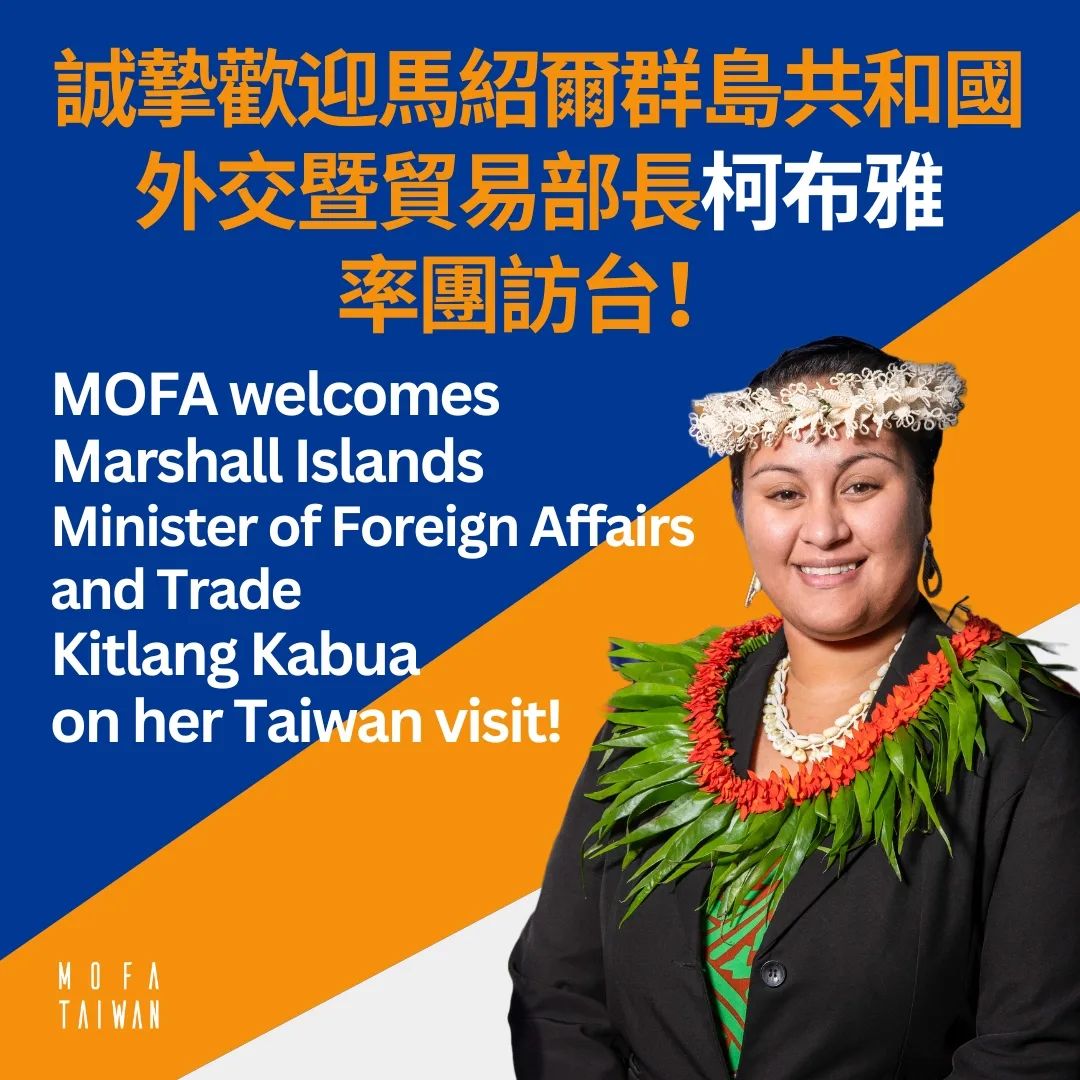 誠摯歡迎馬紹爾群島共和國
外交暨貿易部長柯布雅
率團訪台！
MOFA welcomes
Marshall Islands
Minister of Foreign Affairs
and Trade
Kitlang Kabua
on her Taiwan visit!
MOFA
TAIWAN